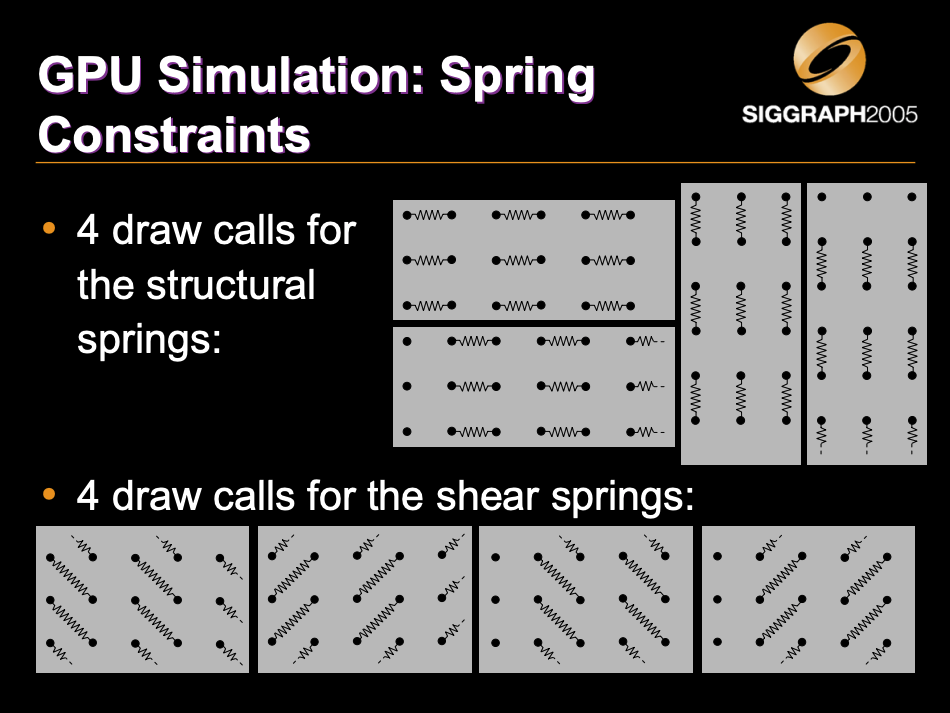 GPU Simulation: Spring
Constraints
SIGGRAPH2005
• 4 draw calls for
the structural
springs:
• 4 draw calls for the shear springs: